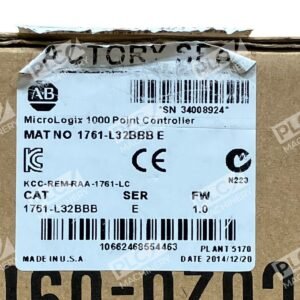 FACTORY SEA
AB
"SN 34008924"
MicroLogix 1000 Point Controller
MAT NO 1761-L32BBB E
N223
KCC-REM-RAA-1761-LC
CAT SER FW
1761-L32BBB E 1.0
10662468554463
PLANT 5170
MADE IN U.S.A. DATE 2014/12/20